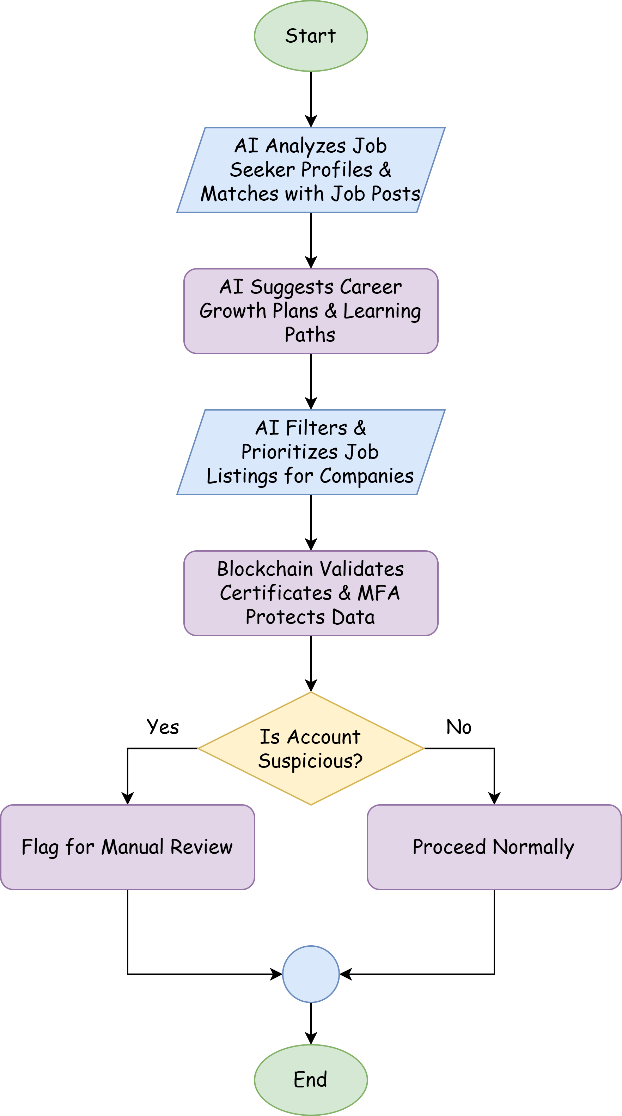 Start
AI Analyzes Job
Seeker Profiles &
Matches with Job Posts
AI Suggests Career
Growth Plans & Learning
Paths
AI Filters &
Prioritizes Job
Listings for Companies
Blockchain Validates
Certificates & MFA
Protects Data
Is Account
Suspicious?
Yes
No
Flag for Manual Review
Proceed Normally
End